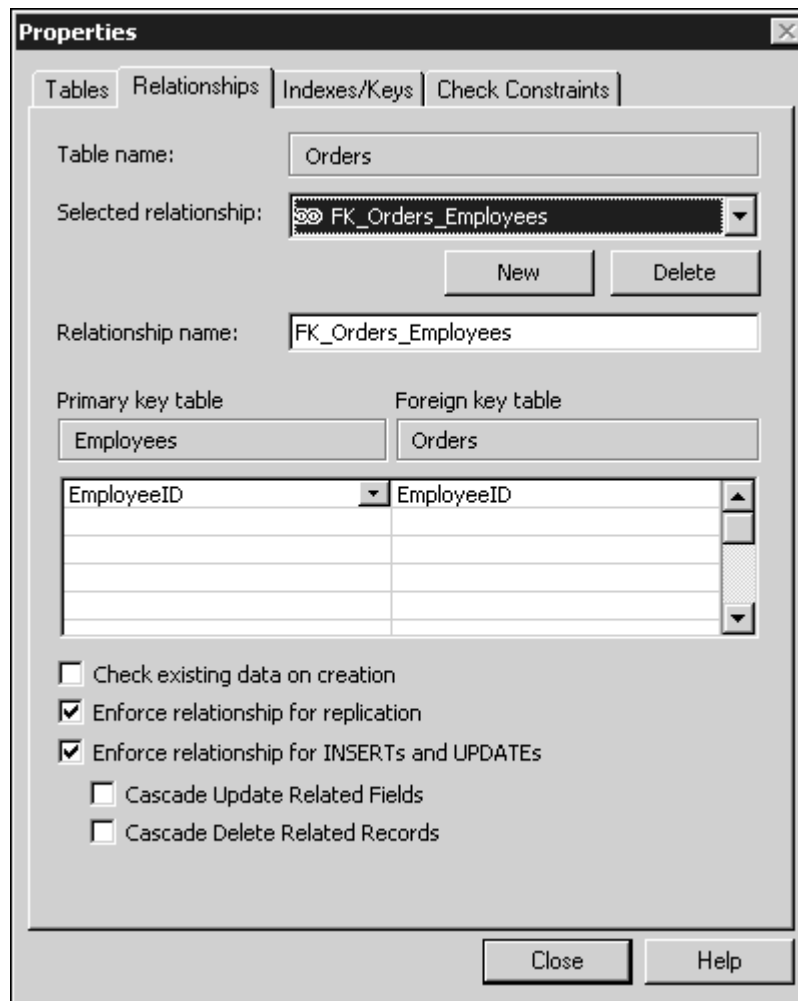 Properties
Tables Relationships Indexes/Keys Check Constraints
Table name: Orders
Selected relationship: FK_Orders_Employees
New Delete
Relationship name: FK_Orders_Employees
Primary key table Foreign key table
Employees Orders
EmployeeID EmployeeID
Check existing data on creation
Enforce relationship for replication
Enforce relationship for INSERTs and UPDATEs
Cascade Update Related Fields
Cascade Delete Related Records
Close Help